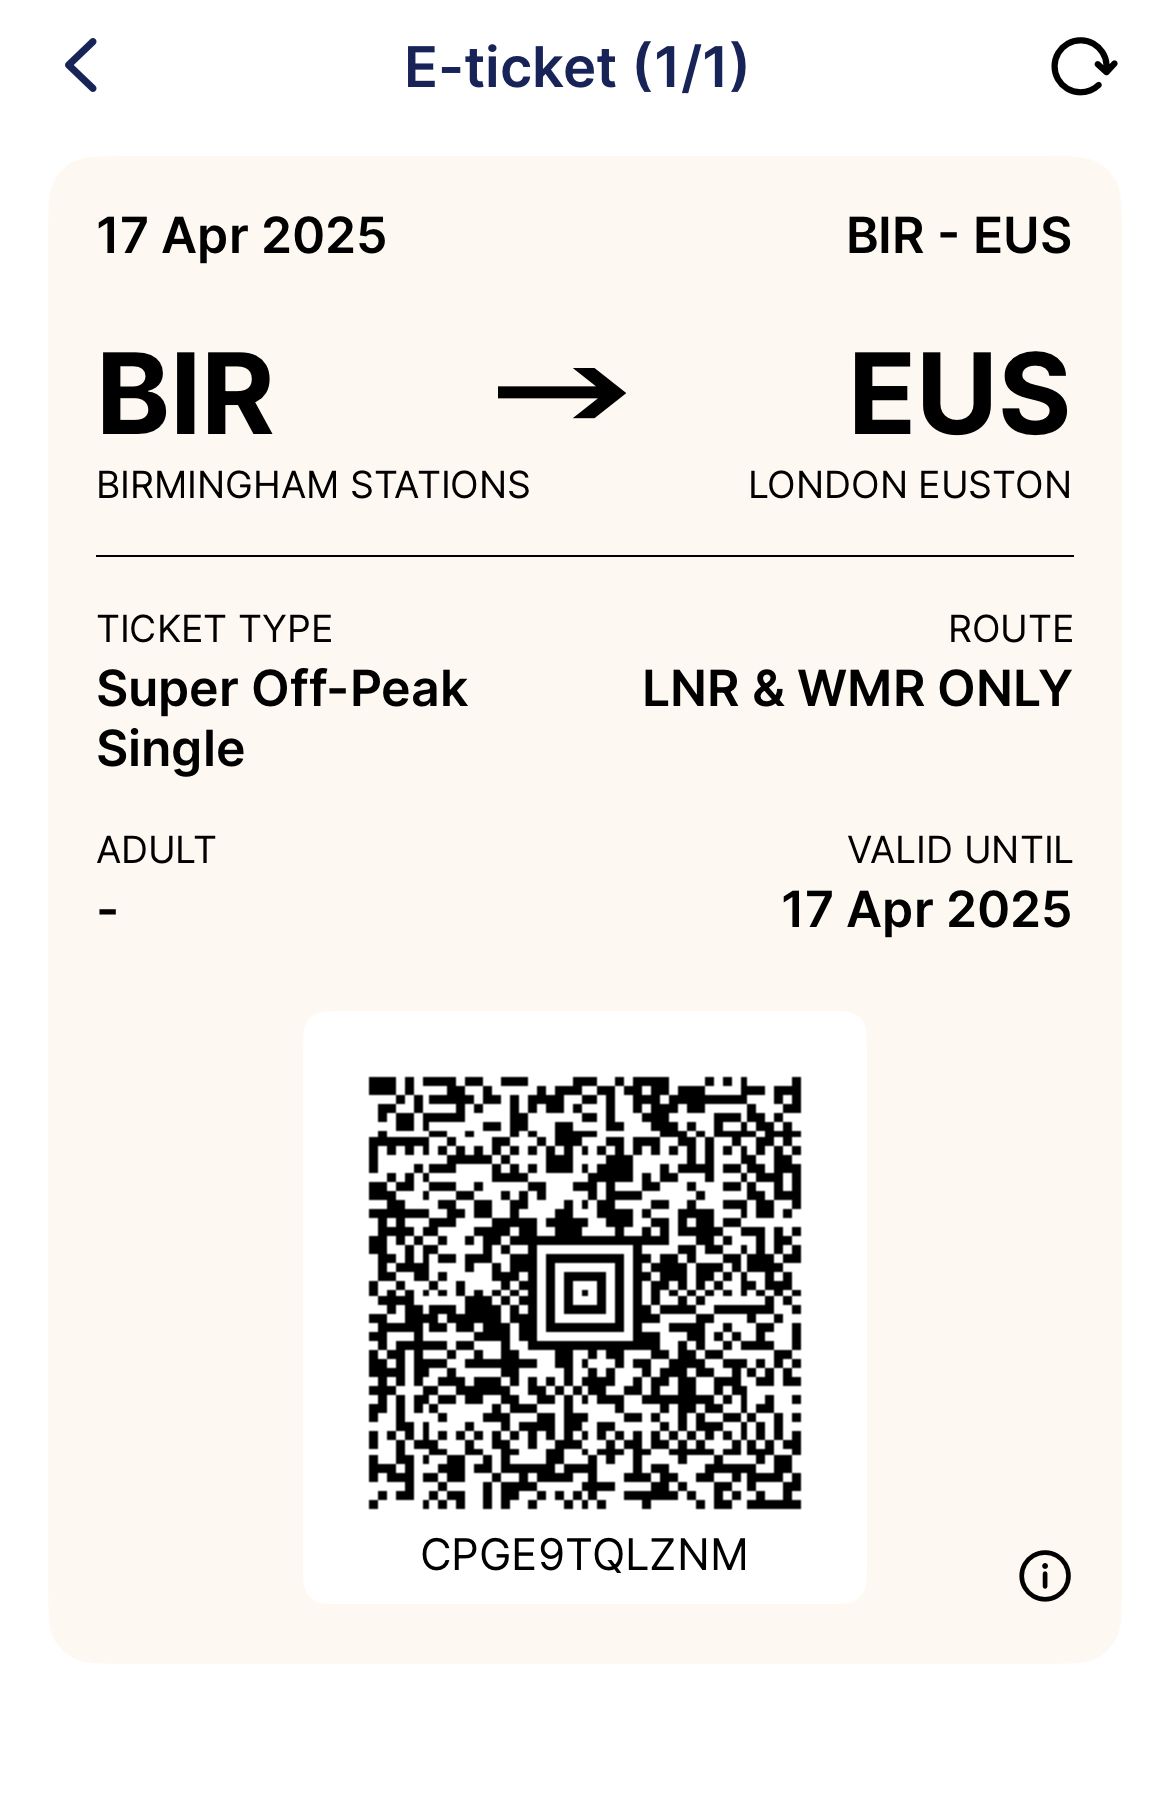 E-ticket (1/1)
17 Apr 2025
BIR - EUS
BIR → EUS
BIRMINGHAM STATIONS
LONDON EUSTON
TICKET TYPE
ROUTE
Super Off-Peak
Single
LNR & WMR ONLY
ADULT
VALID UNTIL
-
17 Apr 2025
CPGE9TQLZNM